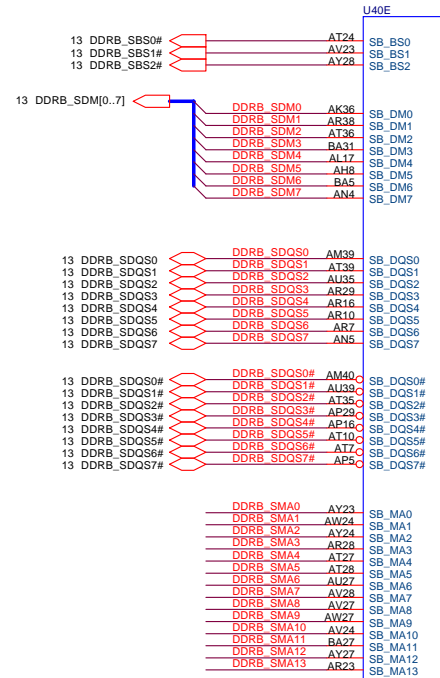 U40E
13 DDRB_SBS0# AT24 SB_BS0
13 DDRB_SBS1# AV23 SB_BS1
13 DDRB_SBS2# AY28 SB_BS2
13 DDRB_SDM[0..7]
DDRB_SDM0 AK36 SB_DM0
DDRB_SDM1 AR38 SB_DM1
DDRB_SDM2 AT36 SB_DM2
DDRB_SDM3 BA31 SB_DM3
DDRB_SDM4 AL17 SB_DM4
DDRB_SDM5 AH8 SB_DM5
DDRB_SDM6 BA5 SB_DM6
DDRB_SDM7 AN4 SB_DM7
13 DDRB_SDQS0 DDRB_SDQS0 AM39 SB_DQS0
13 DDRB_SDQS1 DDRB_SDQS1 AT39 SB_DQS1
13 DDRB_SDQS2 DDRB_SDQS2 AU35 SB_DQS2
13 DDRB_SDQS3 DDRB_SDQS3 AR29 SB_DQS3
13 DDRB_SDQS4 DDRB_SDQS4 AR16 SB_DQS4
13 DDRB_SDQS5 DDRB_SDQS5 AR10 SB_DQS5
13 DDRB_SDQS6 DDRB_SDQS6 AR7 SB_DQS6
13 DDRB_SDQS7 DDRB_SDQS7 AN5 SB_DQS7
13 DDRB_SDQS0# DDRB_SDQS0# AM40 SB_DQS0#
13 DDRB_SDQS1# DDRB_SDQS1# AU39 SB_DQS1#
13 DDRB_SDQS2# DDRB_SDQS2# AT35 SB_DQS2#
13 DDRB_SDQS3# DDRB_SDQS3# AP29 SB_DQS3#
13 DDRB_SDQS4# DDRB_SDQS4# AP16 SB_DQS4#
13 DDRB_SDQS5# DDRB_SDQS5# AT10 SB_DQS5#
13 DDRB_SDQS6# DDRB_SDQS6# AT7 SB_DQS6#
13 DDRB_SDQS7# DDRB_SDQS7# AP5 SB_DQS7#
DDRB_SMA0 AY23 SB_MA0
DDRB_SMA1 AW24 SB_MA1
DDRB_SMA2 AY24 SB_MA2
DDRB_SMA3 AR28 SB_MA3
DDRB_SMA4 AT27 SB_MA4
DDRB_SMA5 AT28 SB_MA5
DDRB_SMA6 AU27 SB_MA6
DDRB_SMA7 AV28 SB_MA7
DDRB_SMA8 AV27 SB_MA8
DDRB_SMA9 AW27 SB_MA9
DDRB_SMA10 AV24 SB_MA10
DDRB_SMA11 BA27 SB_MA11
DDRB_SMA12 AY27 SB_MA12
DDRB_SMA13 AR23 SB_MA13